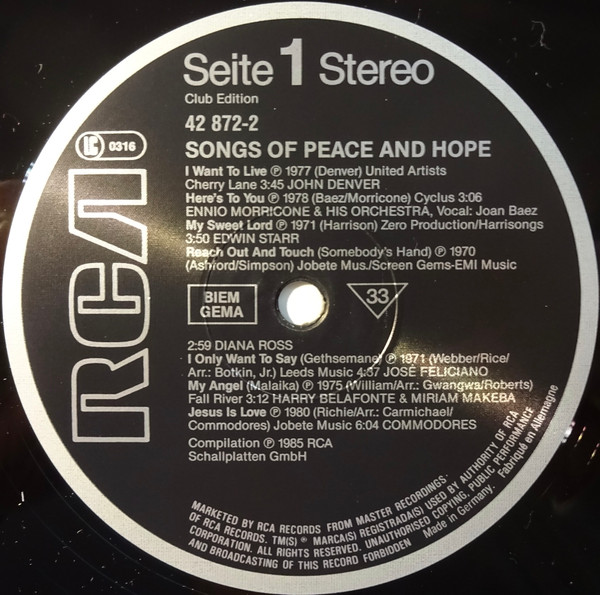 Seite 1 Stereo
Club Edition
42 872-2
LC 0316
SONGS OF PEACE AND HOPE
I Want To Live ℗ 1977 (Denver) United Artists
Cherry Lane 3:45 JOHN DENVER
Here's To You ℗ 1978 (Baez/Morricone) Cyclus 3:06
ENNIO MORRICONE & HIS ORCHESTRA, Vocal: Joan Baez
My Sweet Lord ℗ 1971 (Harrison) Zero Production/Harrisongs
3:50 EDWIN STARR
Reach Out And Touch (Somebody's Hand) ℗ 1970
(Ashford/Simpson) Jobete Mus./Screen Gems-EMI Music
BIEM
GEMA
33
2:59 DIANA ROSS
I Only Want To Say (Gethsemane) ℗ 1971 (Webber/Rice/
Arr.: Botkin, Jr.) Leeds Music 4:37 JOSÉ FELICIANO
My Angel (Malaika) ℗ 1975 (William/Arr.: Gwangwa/Roberts)
Fall River 3:12 HARRY BELAFONTE & MIRIAM MAKEBA
Jesus Is Love ℗ 1980 (Richie/Arr.: Carmichael/
Commodores) Jobete Music 6:04 COMMODORES
Compilation ℗ 1985 RCA
Schallplatten GmbH
RCA
MARKETED BY RCA RECORDS FROM MASTER RECORDINGS
OF RCA RECORDS. TM(S) ® MARCA(S) REGISTRADA(S) USED BY AUTHORITY OF RCA
CORPORATION. ALL RIGHTS RESERVED. UNAUTHORISED COPYING, PUBLIC PERFORMANCE
AND BROADCASTING OF THIS RECORD FORBIDDEN Made in Germany. Fabriqué en Allemagne